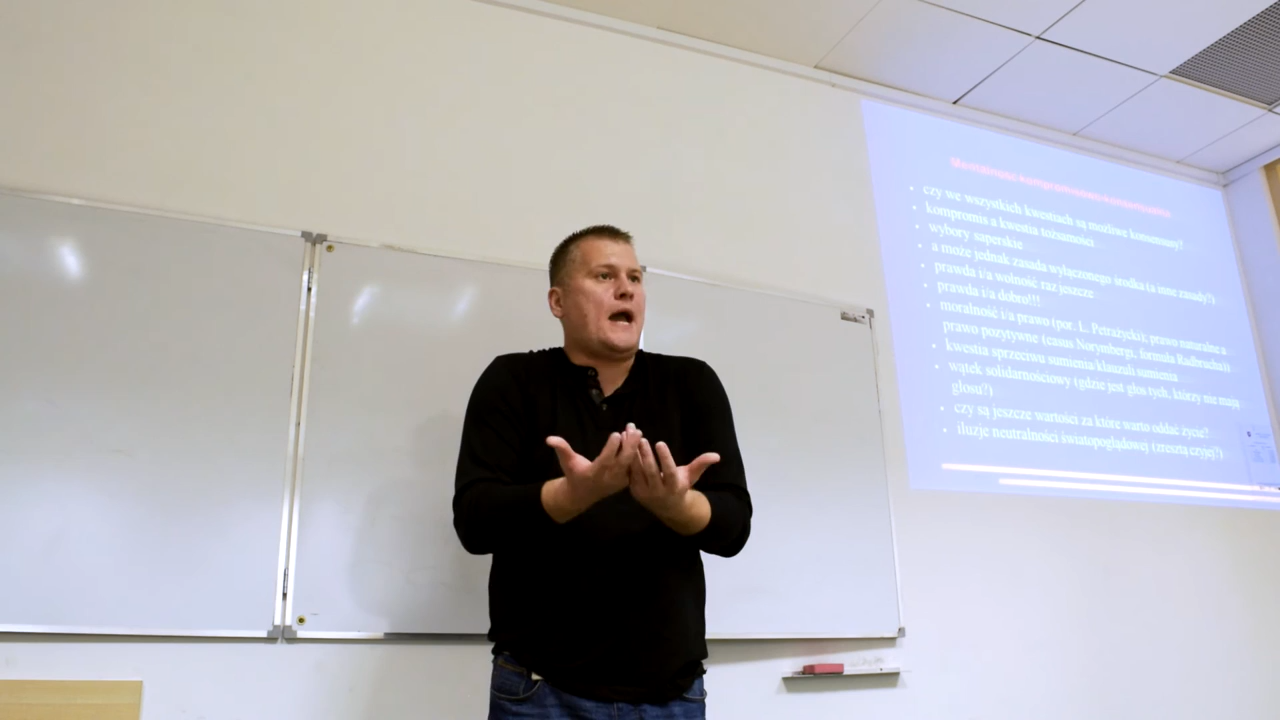 czy we wszystkich kwestiach są możliwe konsensusy?
kompromis a kwestia tożsamości
wybory saperskie
a może jednak zasada wyłączonego środka (a inne zasady?)
prawda i/a wolność raz jeszcze
prawda i/a dobro!!!
moralność i/a prawo (por. L. Petrażycki); prawo naturalne a
prawo pozytywne (casus Norymbergi, formuła Radbrucha))
kwestia sprzeciwu sumienia/klauzuli sumienia
wątek solidarnościowy (gdzie jest głos tych, którzy nie mają
głosu?)
czy są jeszcze wartości za które warto oddać życie?
iluzje neutralności światopoglądowej (zresztą czyjej?)